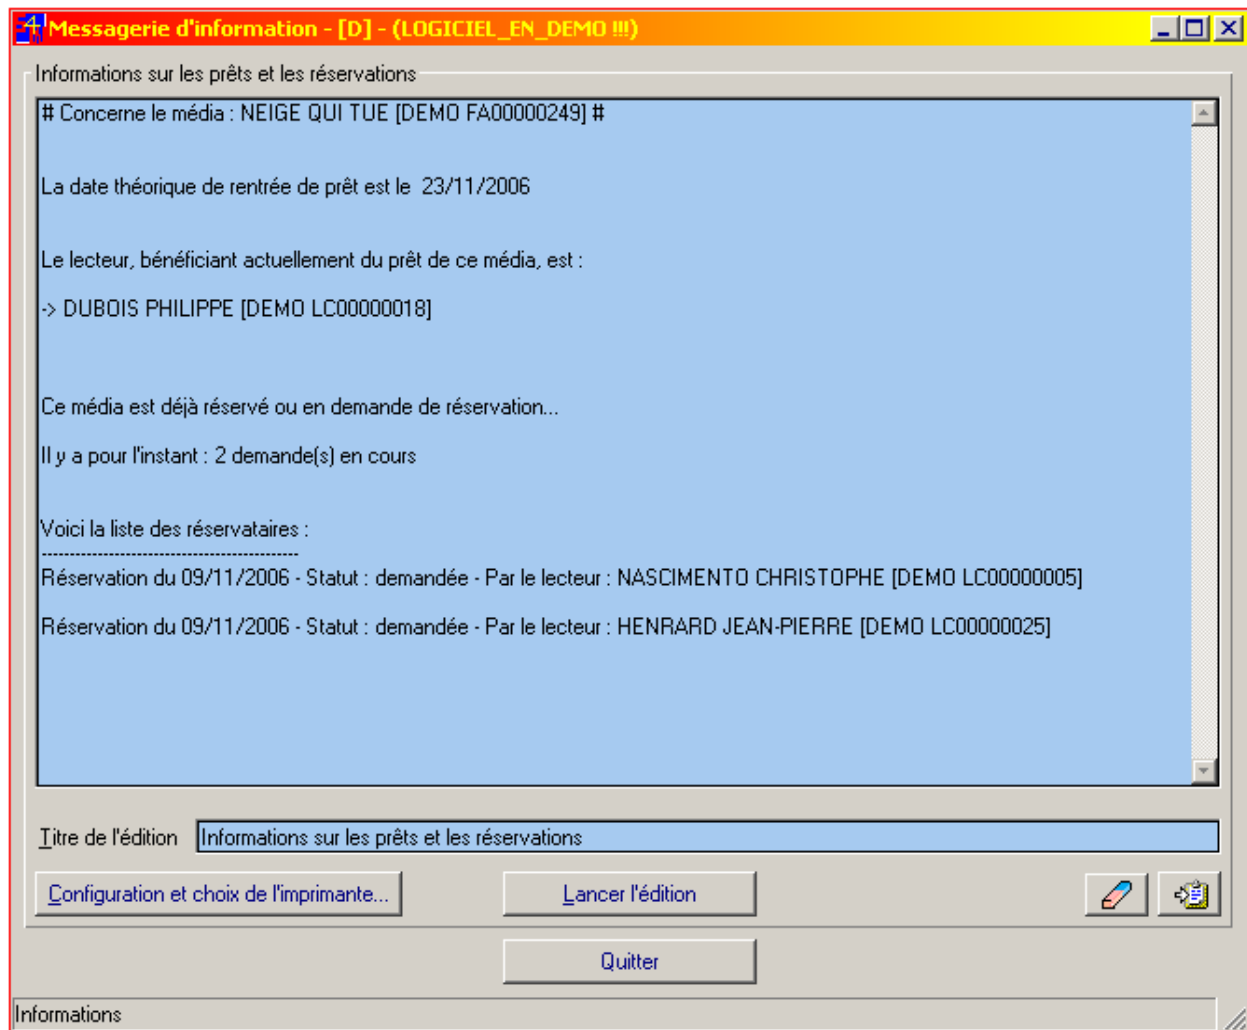 Messagerie d'information - [D] - (LOGICIEL_EN_DEMO !!!)
Informations sur les prêts et les réservations
# Concerne le média : NEIGE QUI TUE [DEMO FA00000249] #
La date théorique de rentrée de prêt est le  23/11/2006
Le lecteur, bénéficiant actuellement du prêt de ce média, est :
-> DUBOIS PHILIPPE [DEMO LC00000018]
Ce média est déjà réservé ou en demande de réservation...
Il y a pour l'instant : 2 demande(s) en cours
Voici la liste des réservataires :
----------------------------------------------
Réservation du 09/11/2006 - Statut : demandée - Par le lecteur : NASCIMENTO CHRISTOPHE [DEMO LC00000005]
Réservation du 09/11/2006 - Statut : demandée - Par le lecteur : HENRARD JEAN-PIERRE [DEMO LC00000025]
Titre de l'édition Informations sur les prêts et les réservations
Configuration et choix de l'imprimante... Lancer l'édition
Quitter
Informations